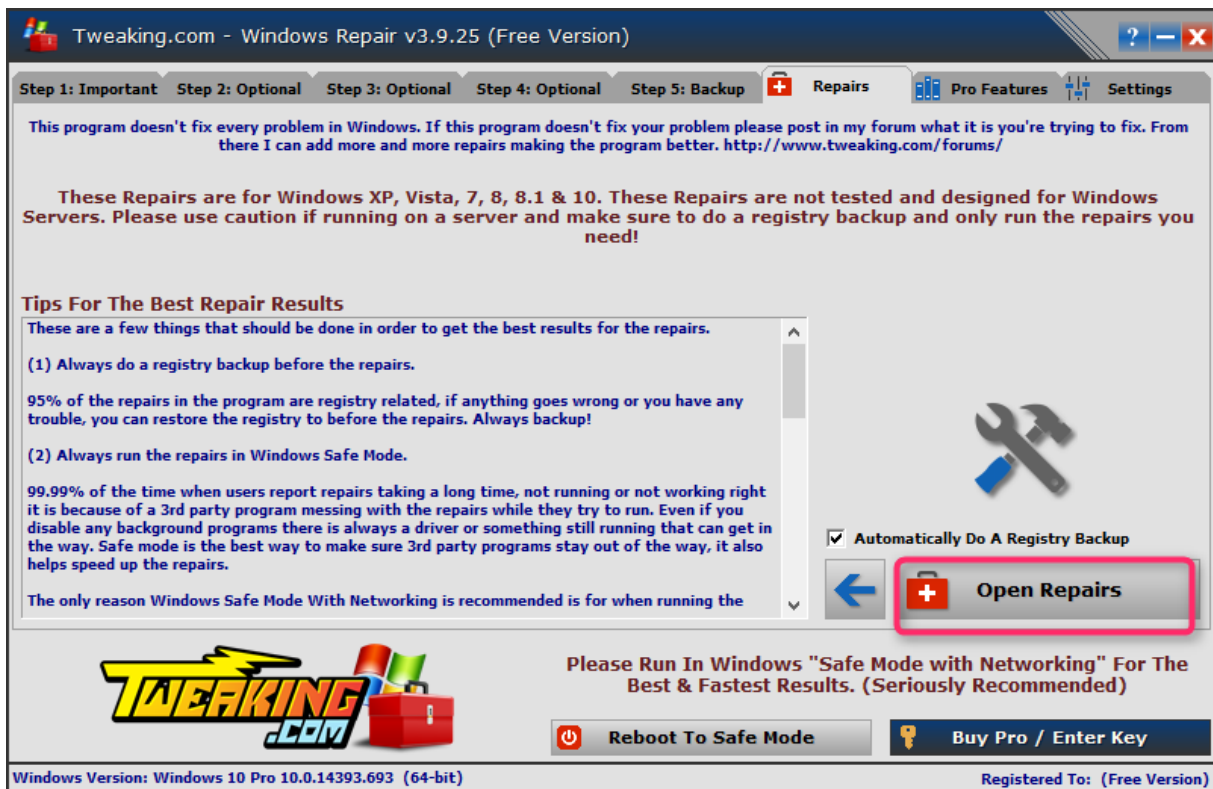 Tweaking.com - Windows Repair v3.9.25 (Free Version)
?
Step 1: Important Step 2: Optional Step 3: Optional Step 4: Optional Step 5: Backup Repairs Pro Features Settings
This program doesn't fix every problem in Windows. If this program doesn't fix your problem please post in my forum what it is you're trying to fix. From
there I can add more and more repairs making the program better. http://www.tweaking.com/forums/
These Repairs are for Windows XP, Vista, 7, 8, 8.1 & 10. These Repairs are not tested and designed for Windows
Servers. Please use caution if running on a server and make sure to do a registry backup and only run the repairs you
need!
Tips For The Best Repair Results
These are a few things that should be done in order to get the best results for the repairs.
(1) Always do a registry backup before the repairs.
95% of the repairs in the program are registry related, if anything goes wrong or you have any
trouble, you can restore the registry to before the repairs. Always backup!
(2) Always run the repairs in Windows Safe Mode.
99.99% of the time when users report repairs taking a long time, not running or not working right
it is because of a 3rd party program messing with the repairs while they try to run. Even if you
disable any background programs there is always a driver or something still running that can get in
the way. Safe mode is the best way to make sure 3rd party programs stay out of the way, it also
helps speed up the repairs.
The only reason Windows Safe Mode With Networking is recommended is for when running the
Automatically Do A Registry Backup
Open Repairs
TWEAKING
.COM
Please Run In Windows "Safe Mode with Networking" For The
Best & Fastest Results. (Seriously Recommended)
Reboot To Safe Mode
Buy Pro / Enter Key
Windows Version: Windows 10 Pro 10.0.14393.693 (64-bit)
Registered To: (Free Version)